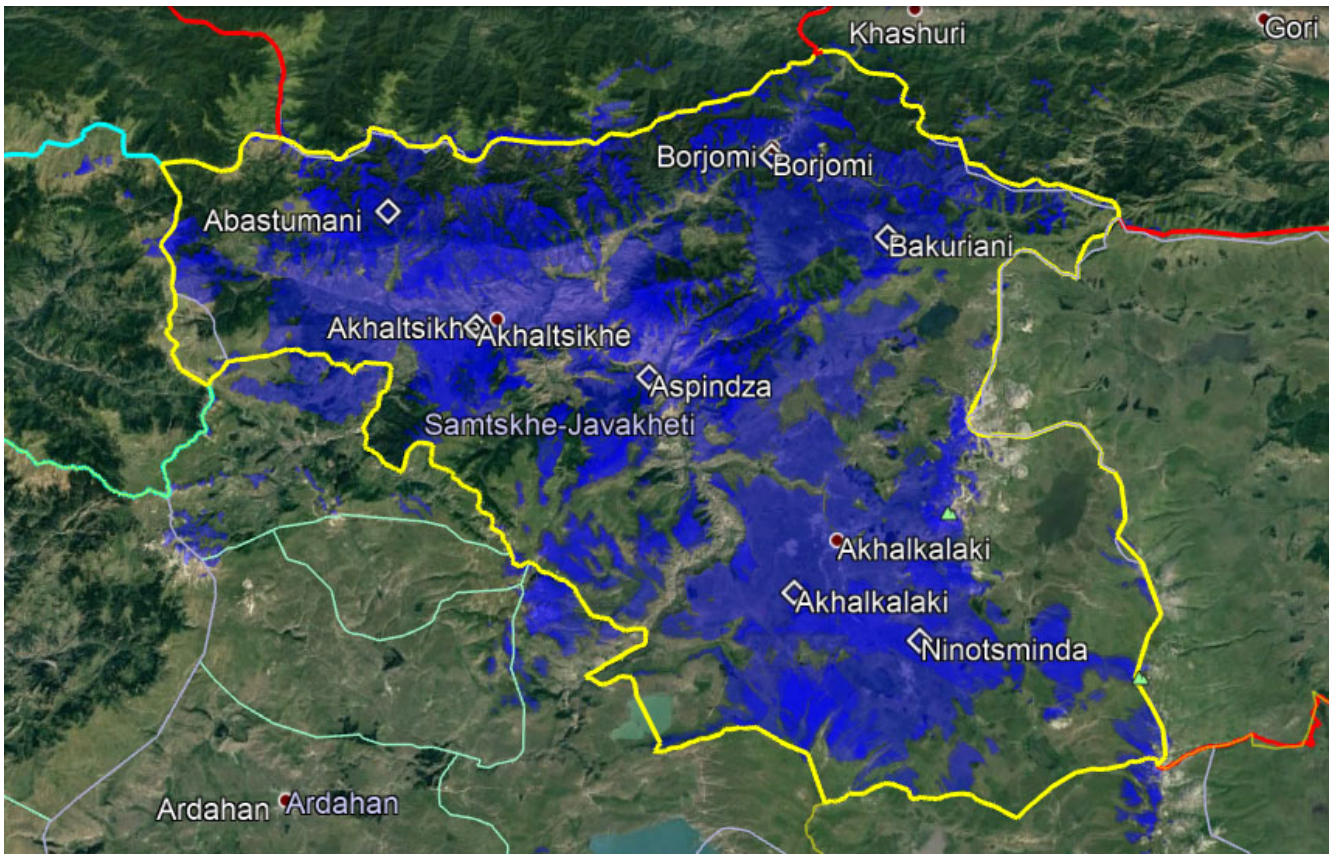 Khashuri
Gori
Borjomi
Borjomi
Abastumani
Bakuriani
Akhaltsikhe
Akhaltsikhe
Aspindza
Samtskhe-Javakheti
Akhalkalaki
Akhalkalaki
Ninotsminda
Ardahan
Ardahan